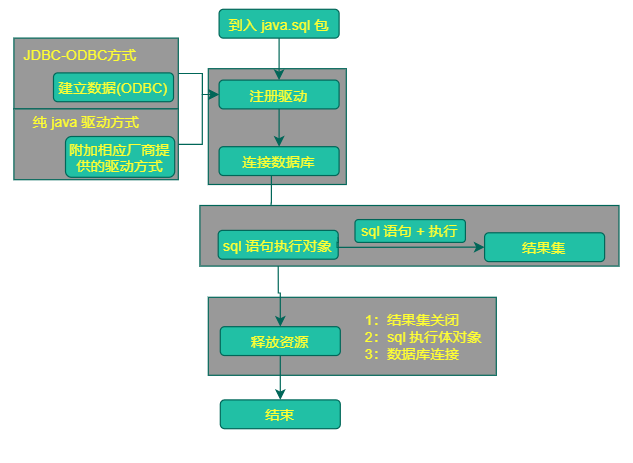 到入 java.sql 包
JDBC-ODBC方式
建立数据(ODBC)
纯 java 驱动方式
附加相应厂商提
供的驱动方式
注册驱动
连接数据库
sql 语句执行对象
sql 语句 + 执行
结果集
释放资源
1：结果集关闭
2：sql 执行体对象
3：数据库连接
结束